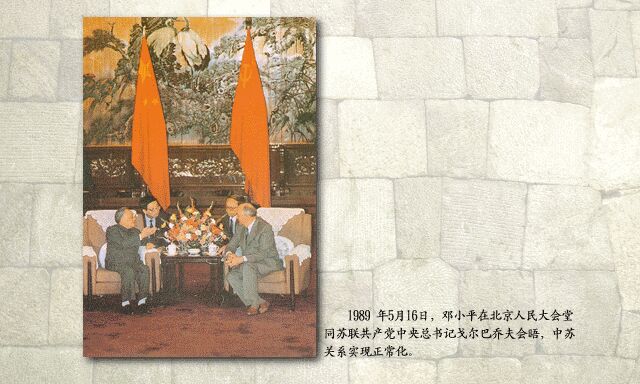 1989 年5月16日，邓小平在北京人民大会堂
同苏联共产党中央总书记戈尔巴乔夫会晤，中苏
关系实现正常化。